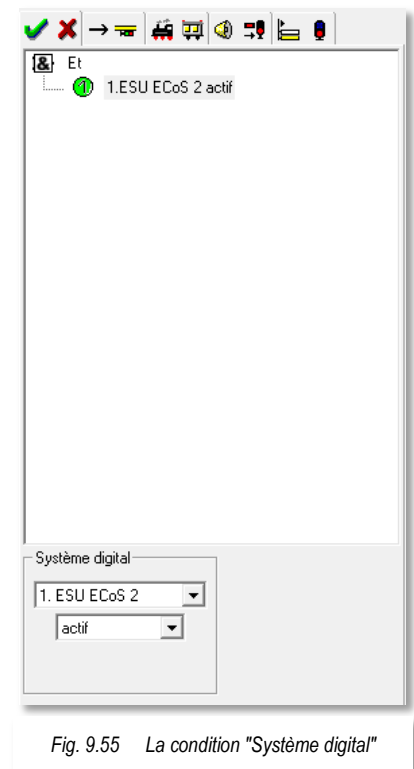 & Et
1 1.ESU ECoS 2 actif
Système digital
1. ESU ECoS 2
actif
Fig. 9.55 La condition "Système digital"